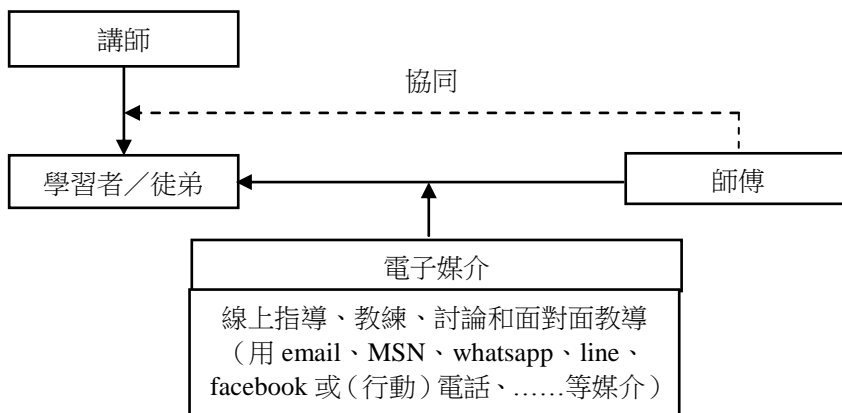 講師
協同
學習者／徒弟
師傅
電子媒介
線上指導、教練、討論和面對面教導
（用 email、MSN、whatsapp、line、
facebook 或（行動）電話、……等媒介）